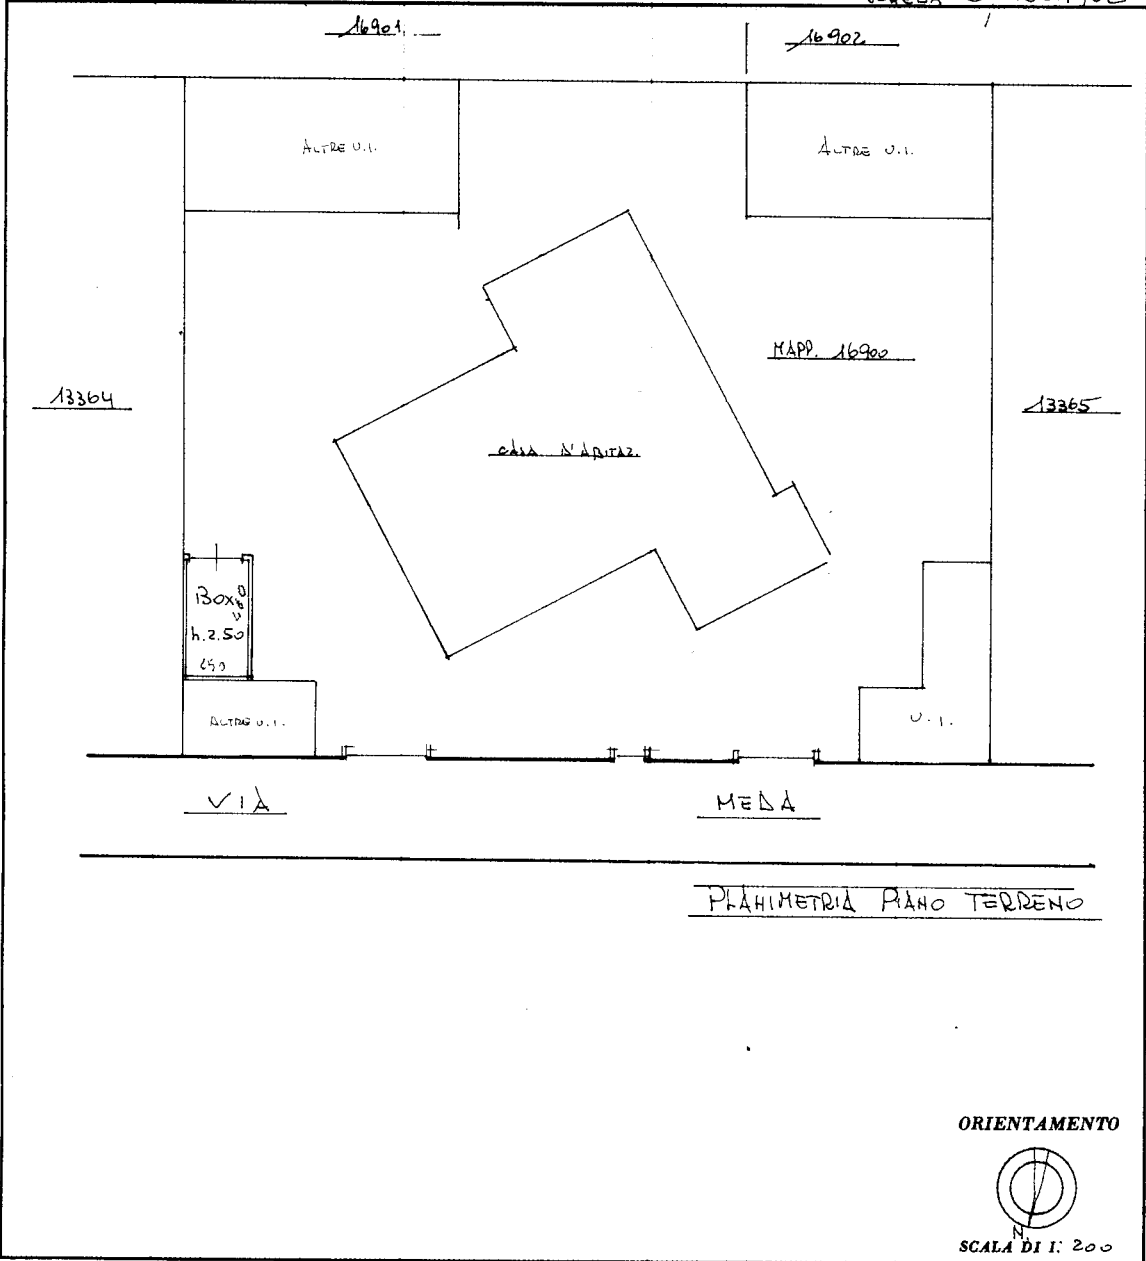 16901
16902
ALTRE U.I.
ALTRE U.I.
MAPP. 16900
13364
13365
CASA D'ABITAZ.
BOX
h.2.50
ALTRE U.I.
U.I.
VIA
MEDA
PLANIMETRIA PIANO TERRENO
ORIENTAMENTO
N.
SCALA DI 1: 200